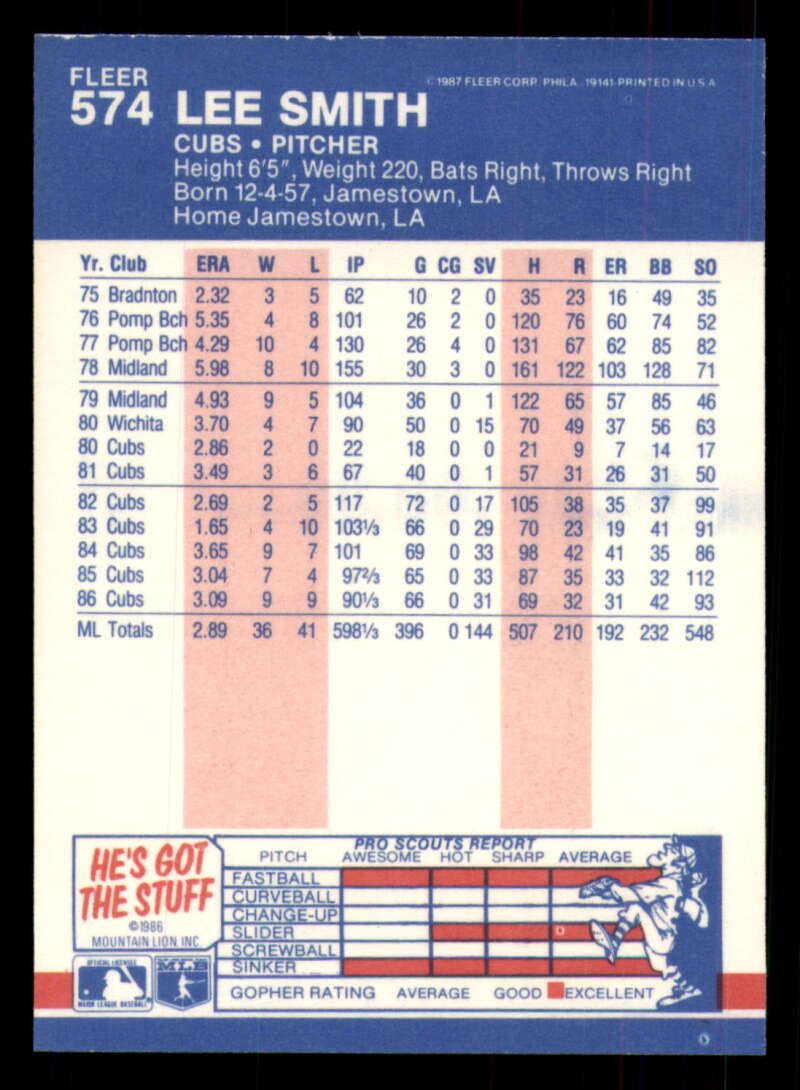 FLEER
574 LEE SMITH
© 1987 FLEER CORP. PHILA. 19141-PRINTED IN U S A
CUBS • PITCHER
Height 6'5", Weight 220, Bats Right, Throws Right
Born 12-4-57, Jamestown, LA
Home Jamestown, LA
Yr. Club ERA W L IP G CG SV H R ER BB SO
75 Bradnton 2.32 3 5 62 10 2 0 35 23 16 49 35
76 Pomp Bch 5.35 4 8 101 26 2 0 120 76 60 74 52
77 Pomp Bch 4.29 10 4 130 26 4 0 131 67 62 85 82
78 Midland 5.98 8 10 155 30 3 0 161 122 103 128 71
79 Midland 4.93 9 5 104 36 0 1 122 65 57 85 46
80 Wichita 3.70 4 7 90 50 0 15 70 49 37 56 63
80 Cubs 2.86 2 0 22 18 0 0 21 9 7 14 17
81 Cubs 3.49 3 6 67 40 0 1 57 31 26 31 50
82 Cubs 2.69 2 5 117 72 0 17 105 38 35 37 99
83 Cubs 1.65 4 10 103⅓ 66 0 29 70 23 19 41 91
84 Cubs 3.65 9 7 101 69 0 33 98 42 41 35 86
85 Cubs 3.04 7 4 97⅔ 65 0 33 87 35 33 32 112
86 Cubs 3.09 9 9 90⅓ 66 0 31 69 32 31 42 93
ML Totals 2.89 36 41 598⅓ 396 0 144 507 210 192 232 548
HE'S GOT
THE STUFF
©1986
MOUNTAIN LION, INC
OFFICIAL LICENSEE
MAJOR LEAGUE BASEBALL
MLB
PRO SCOUTS REPORT
PITCH AWESOME HOT SHARP AVERAGE
FASTBALL
CURVEBALL
CHANGE-UP
SLIDER
SCREWBALL
SINKER
GOPHER RATING AVERAGE GOOD EXCELLENT